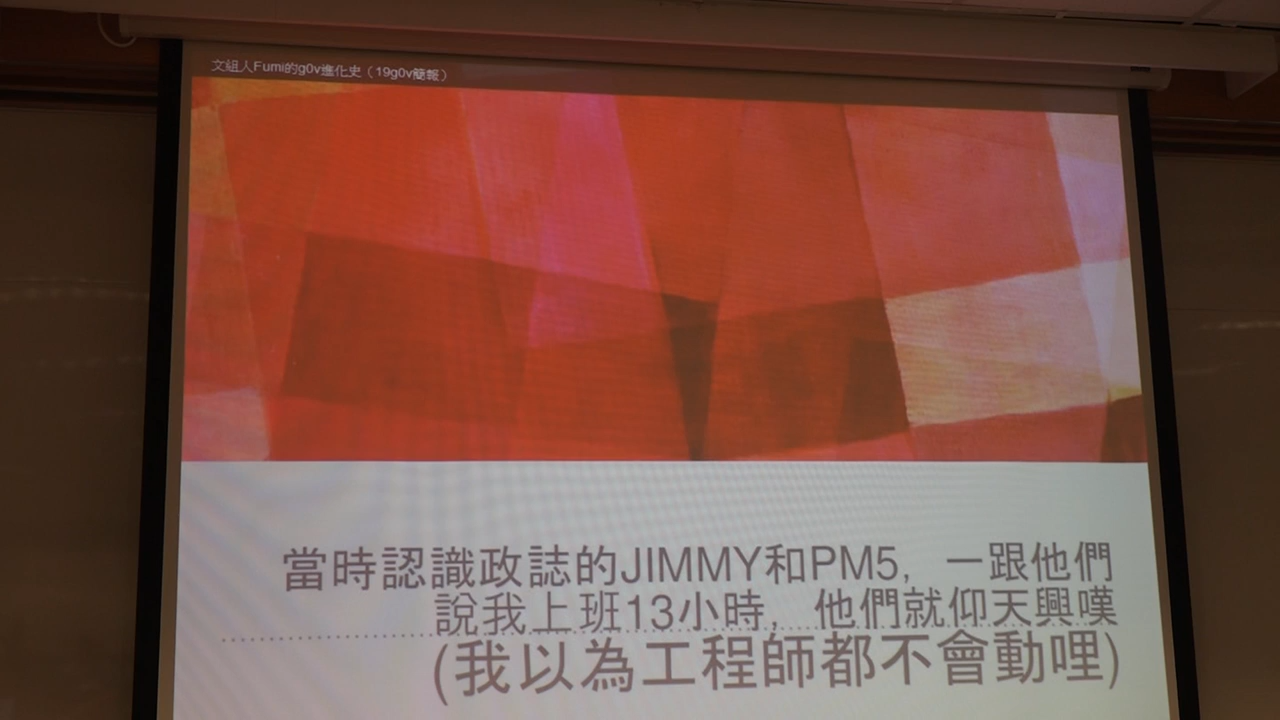 文組人Fumi的g0v進化史（19g0v簡報）
當時認識政誌的JIMMY和PM5，一跟他們
說我上班13小時，他們就仰天興嘆
(我以為工程師都不會動哩)